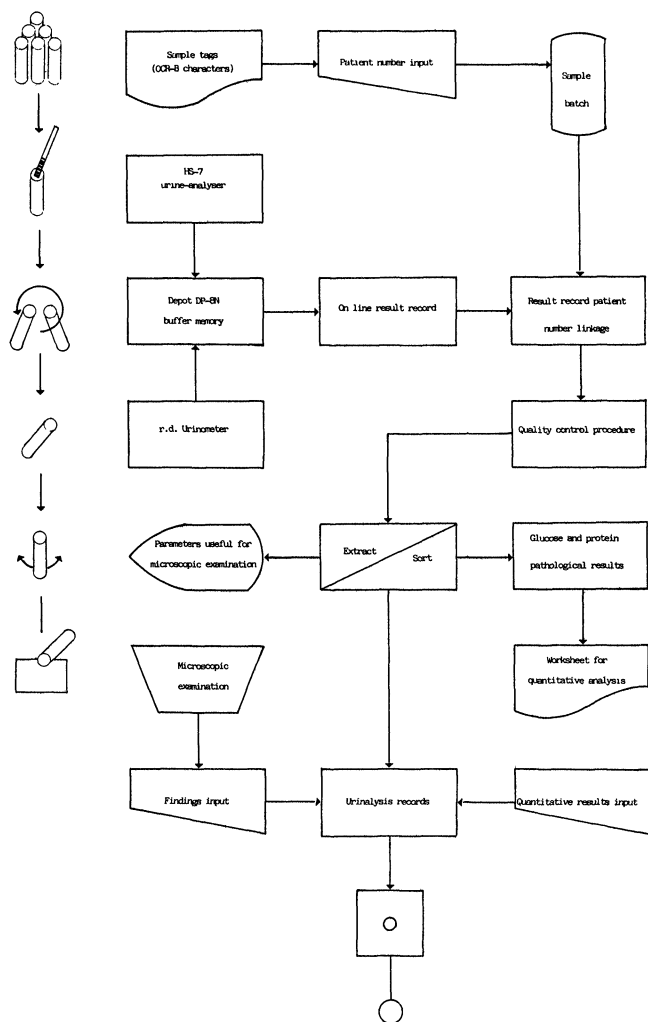 Sample tags
(OCR-B characters)
Patient number input
Sample
batch
HS-7
urine-analyser
Depot DP-8N
buffer memory
On line result record
Result record patient
number linkage
r.d. Urinometer
Quality control procedure
Parameters useful for
microscopic examination
Extract
Sort
Glucose and protein
pathological results
Microscopic
examination
Worksheet for
quantitative analysis
Findings input
Urinalysis records
Quantitative results input